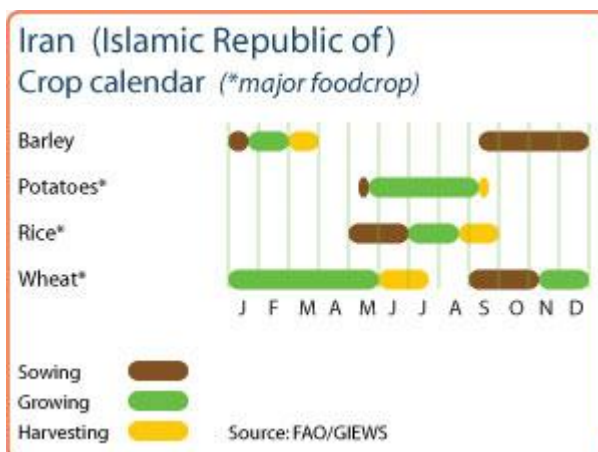 Iran (Islamic Republic of)
Crop calendar (*major foodcrop)
Barley
Potatoes*
Rice*
Wheat*
J F M A M J J A S O N D
Sowing
Growing
Harvesting Source: FAO/GIEWS